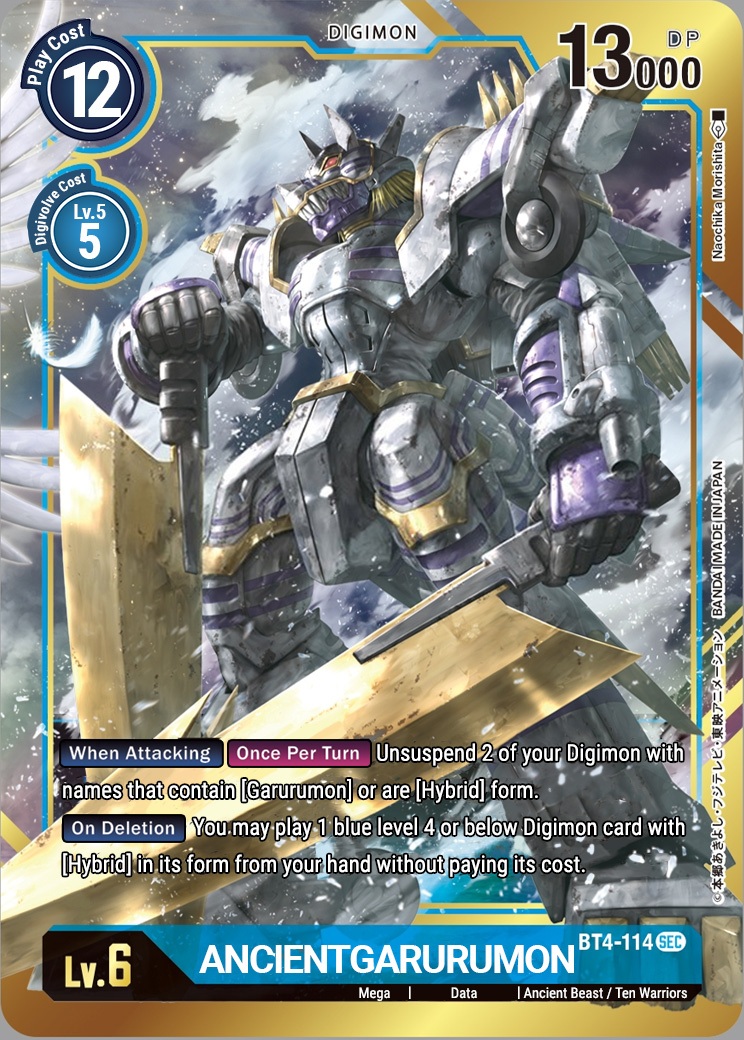 DIGIMON
Play Cost
12
13000
DP
Digivolve Cost
Lv.5
5
Naochika Morishita
When Attacking Once Per Turn Unsuspend 2 of your Digimon with
names that contain [Garurumon] or are [Hybrid] form.
On Deletion You may play 1 blue level 4 or below Digimon card with
[Hybrid] in its form from your hand without paying its cost.
©本郷あきよし・フジテレビ・東映アニメーション BANDAI MADE IN JAPAN
Lv.6
ANCIENTGARURUMON
BT4-114 SEC
Mega | Data | Ancient Beast / Ten Warriors